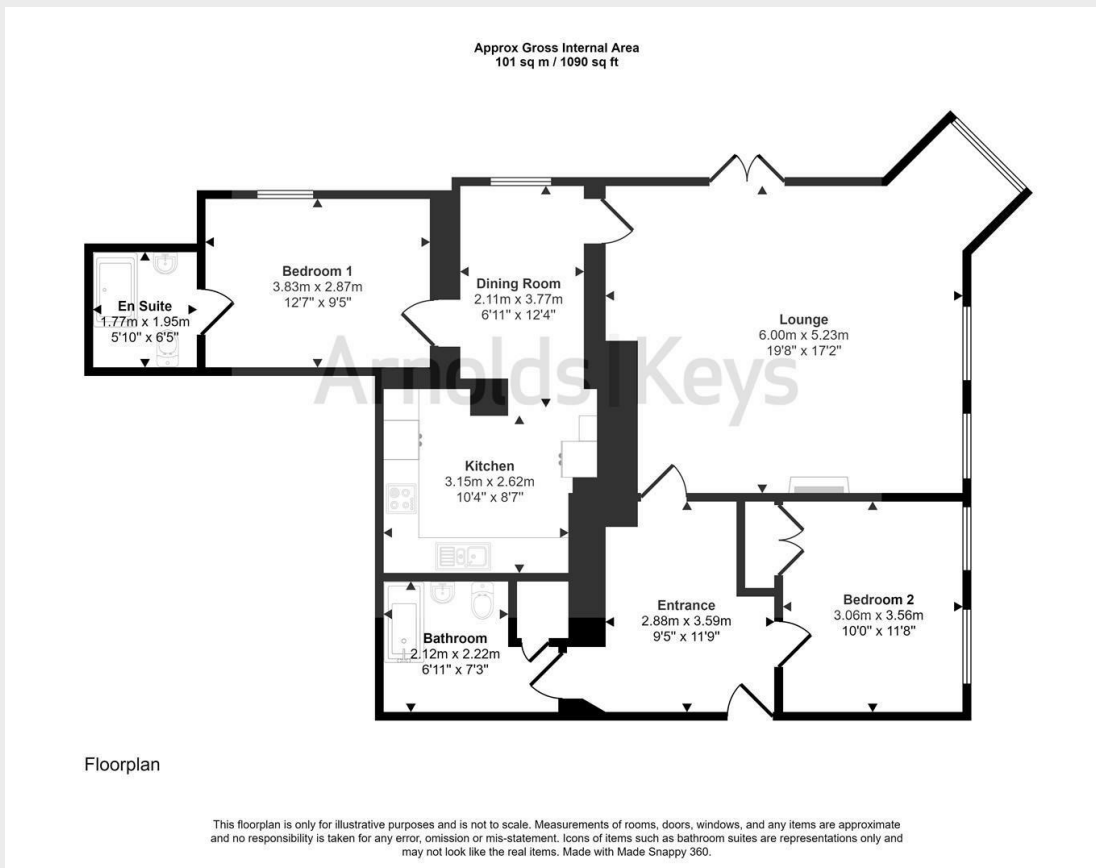 Approx Gross Internal Area
101 sq m / 1090 sq ft
Bedroom 1
3.83m x 2.87m
12'7" x 9'5"
En Suite
1.77m x 1.95m
5'10" x 6'5"
Dining Room
2.11m x 3.77m
6'11" x 12'4"
Lounge
6.00m x 5.23m
19'8" x 17'2"
Arnolds|Keys
Kitchen
3.15m x 2.62m
10'4" x 8'7"
Bathroom
2.12m x 2.22m
6'11" x 7'3"
Entrance
2.88m x 3.59m
9'5" x 11'9"
Bedroom 2
3.06m x 3.56m
10'0" x 11'8"
Floorplan
This floorplan is only for illustrative purposes and is not to scale. Measurements of rooms, doors, windows, and any items are approximate
and no responsibility is taken for any error, omission or mis-statement. Icons of items such as bathroom suites are representations only and
may not look like the real items. Made with Made Snappy 360.